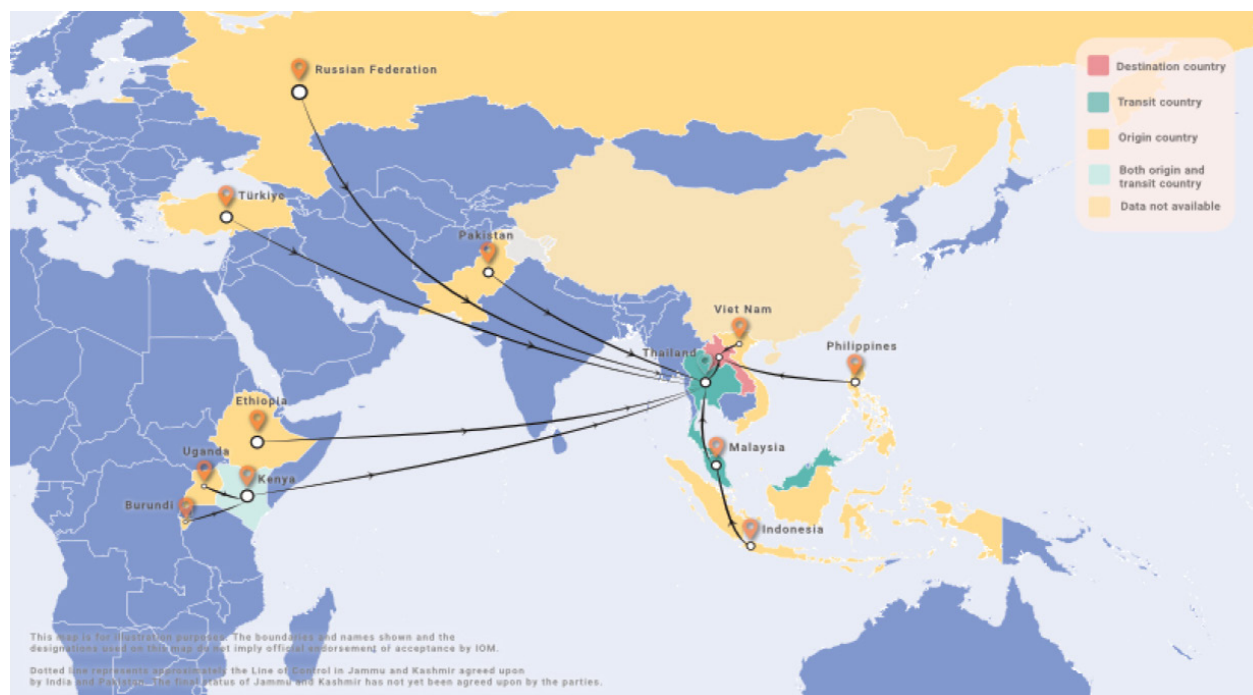 Russian Federation
Destination country
Transit country
Origin country
Both origin and
transit country
Data not available
Türkiye
Pakistan
Viet Nam
Thailand
Philippines
Ethiopia
Uganda
Kenya
Malaysia
Burundi
Indonesia
This map is for illustration purposes. The boundaries and names shown and the
designations used on this map do not imply official endorsement of acceptance by IOM.
Dotted line represents approximately the Line of Control in Jammu and Kashmir agreed upon
by India and Pakistan. The final status of Jammu and Kashmir has not yet been agreed upon by the parties.